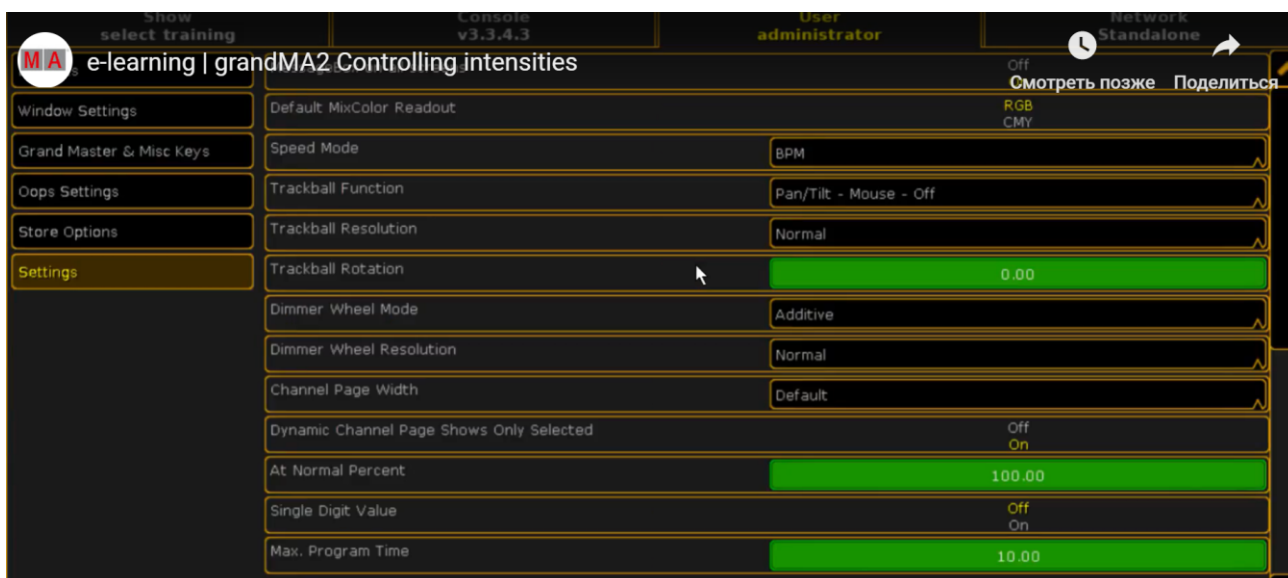 Show
select training
Console
v3.3.4.3
User
administrator
Network
Standalone
MA
e-learning | grandMA2 Controlling intensities
Смотреть позже
Поделиться
Off
Window Settings
Grand Master & Misc Keys
Oops Settings
Store Options
Settings
Default MixColor Readout
RGB
CMY
Speed Mode
BPM
Trackball Function
Pan/Tilt - Mouse - Off
Trackball Resolution
Normal
Trackball Rotation
0.00
Dimmer Wheel Mode
Additive
Dimmer Wheel Resolution
Normal
Channel Page Width
Default
Dynamic Channel Page Shows Only Selected
Off
On
At Normal Percent
100.00
Single Digit Value
Off
On
Max. Program Time
10.00